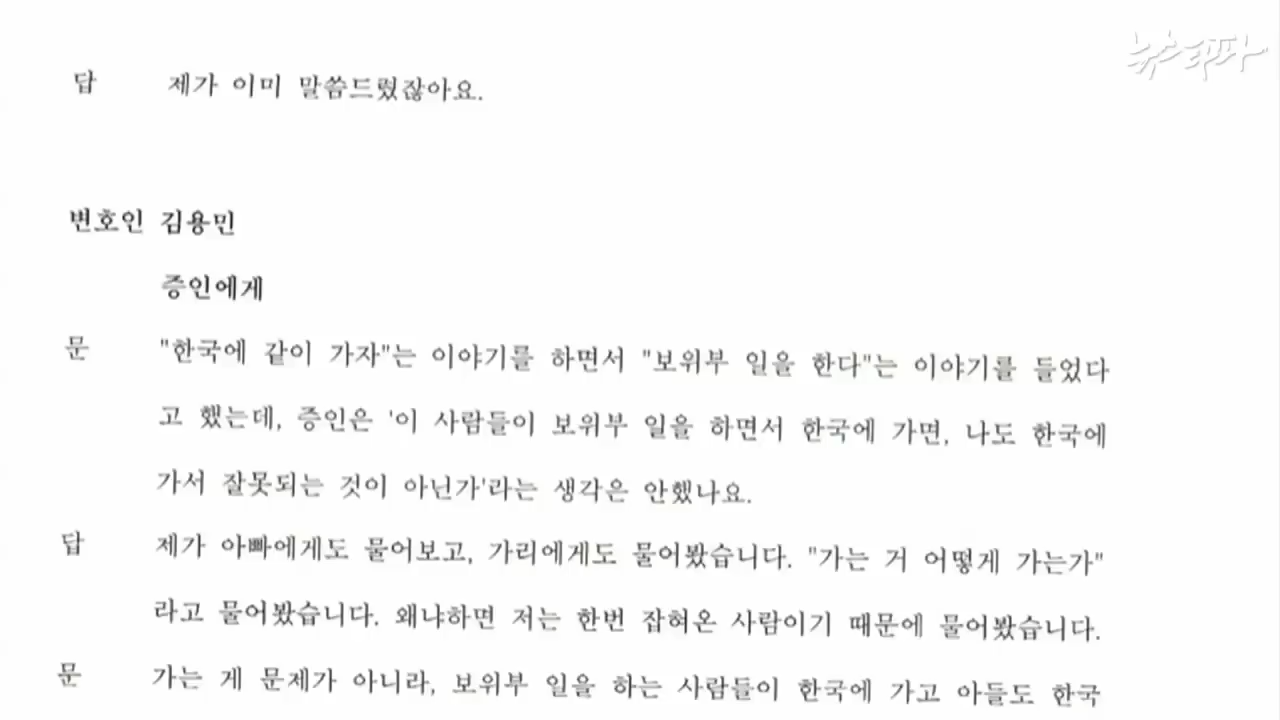 뉴스타파
답 제가 이미 말씀드렸잖아요.
변호인 김용민
증인에게
문 "한국에 같이 가자"는 이야기를 하면서 "보위부 일을 한다"는 이야기를 들었다
고 했는데, 증인은 '이 사람들이 보위부 일을 하면서 한국에 가면, 나도 한국에
가서 잘못되는 것이 아닌가'라는 생각은 안했나요.
답 제가 아빠에게도 물어보고, 가리에게도 물어봤습니다. "가는 거 어떻게 가는가"
라고 물어봤습니다. 왜냐하면 저는 한번 잡혀온 사람이기 때문에 물어봤습니다.
문 가는 게 문제가 아니라, 보위부 일을 하는 사람들이 한국에 가고 아들도 한국